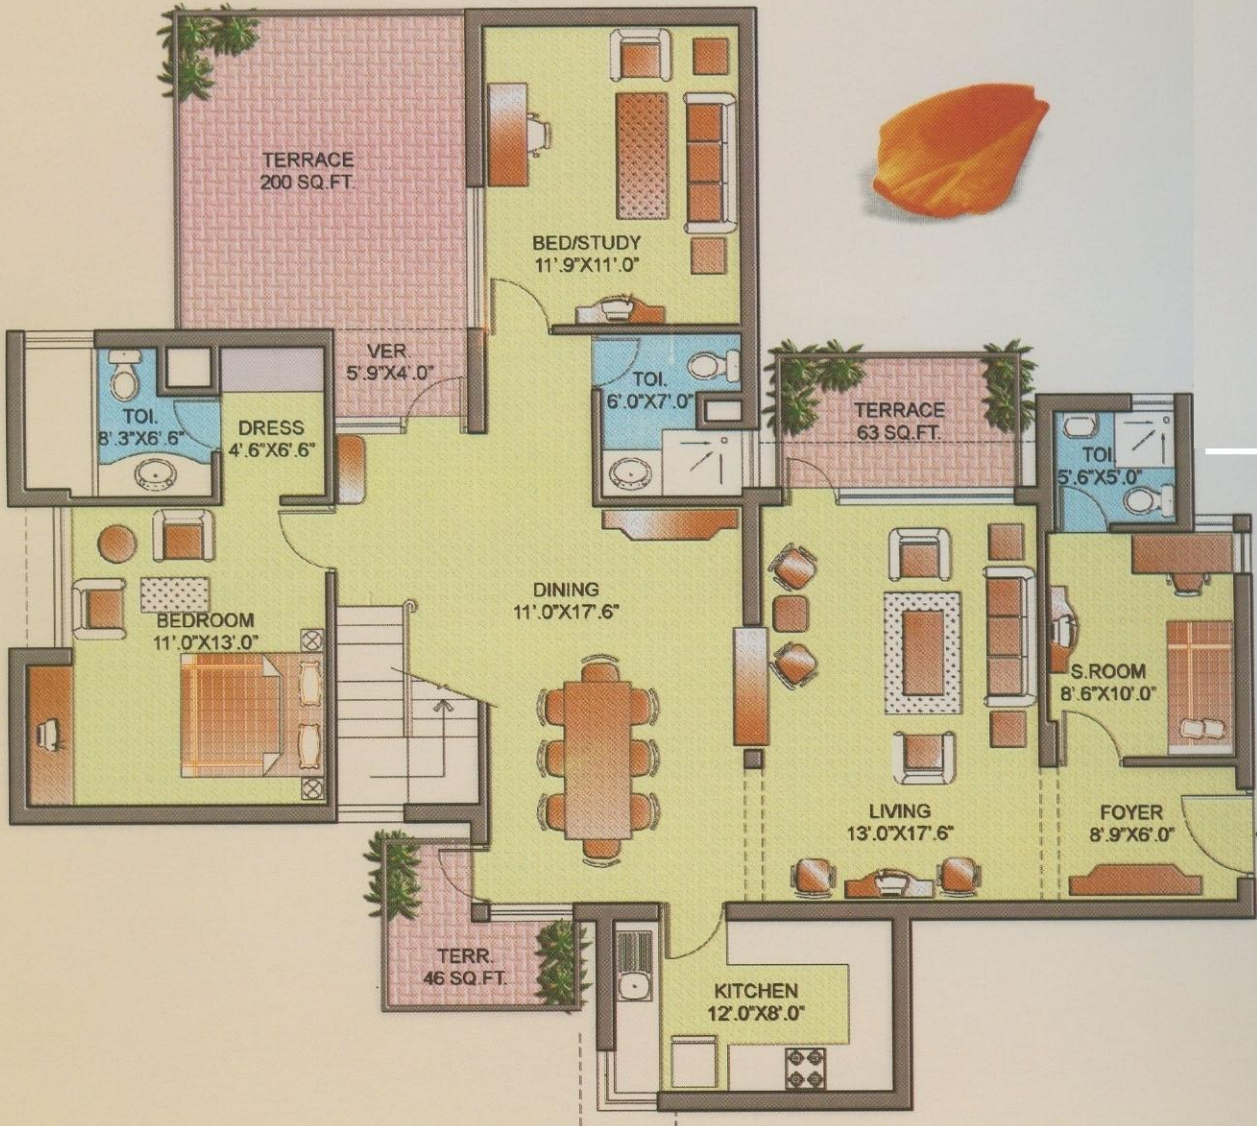 TERRACE
200 SQ.FT.
BED/STUDY
11'.9"X11'.0"
VER.
5'.9"X4'.0"
TOI.
6'.0"X7'.0"
TOI.
8'.3"X6'.6"
DRESS
4'.6"X6'.6"
TERRACE
63 SQ.FT.
TOI.
5'.6"X5'.0"
DINING
11'.0"X17'.6"
BEDROOM
11'.0"X13'.0"
S.ROOM
8'.6"X10'.0"
LIVING
13'.0"X17'.6"
FOYER
8'.9"X6'.0"
TERR.
46 SQ.FT.
KITCHEN
12'.0"X8'.0"